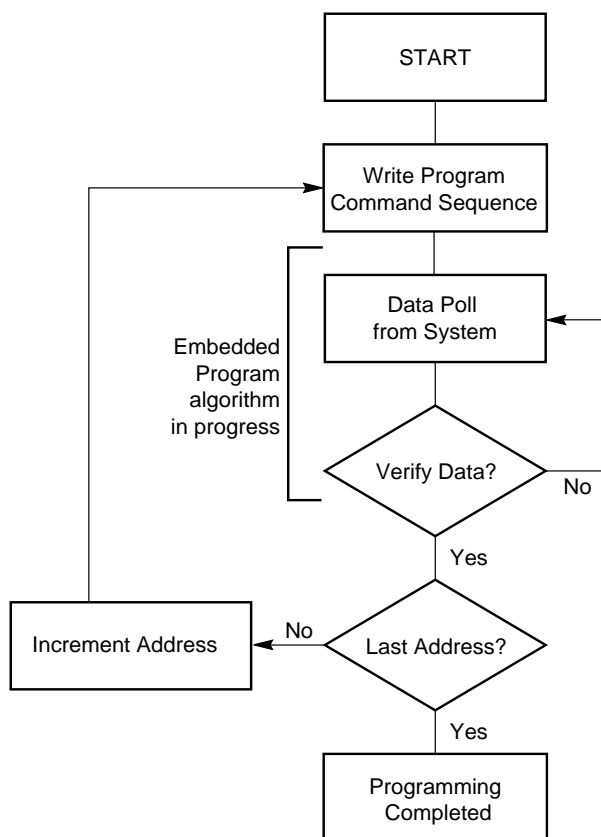 START
Write Program
Command Sequence
Data Poll
from System
Embedded
Program
algorithm
in progress
Verify Data?
No
Yes
Increment Address
No
Last Address?
Yes
Programming
Completed